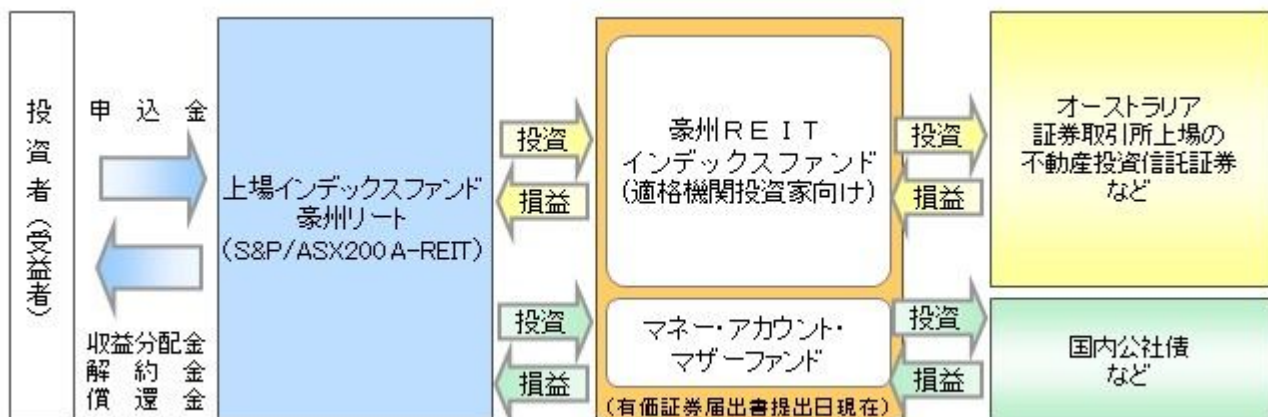 投資者(受益者)
申込金
収益分配金
解約金
償還金
上場インデックスファンド
豪州リート
(S&P/ASX200 A-REIT)
投資
損益
投資
損益
豪州REIT
インデックスファンド
(適格機関投資家向け)
マネー・アカウント・
マザーファンド
(有価証券届出書提出日現在)
投資
損益
投資
損益
オーストラリア
証券取引所上場の
不動産投資信託証券
など
国内公社債
など